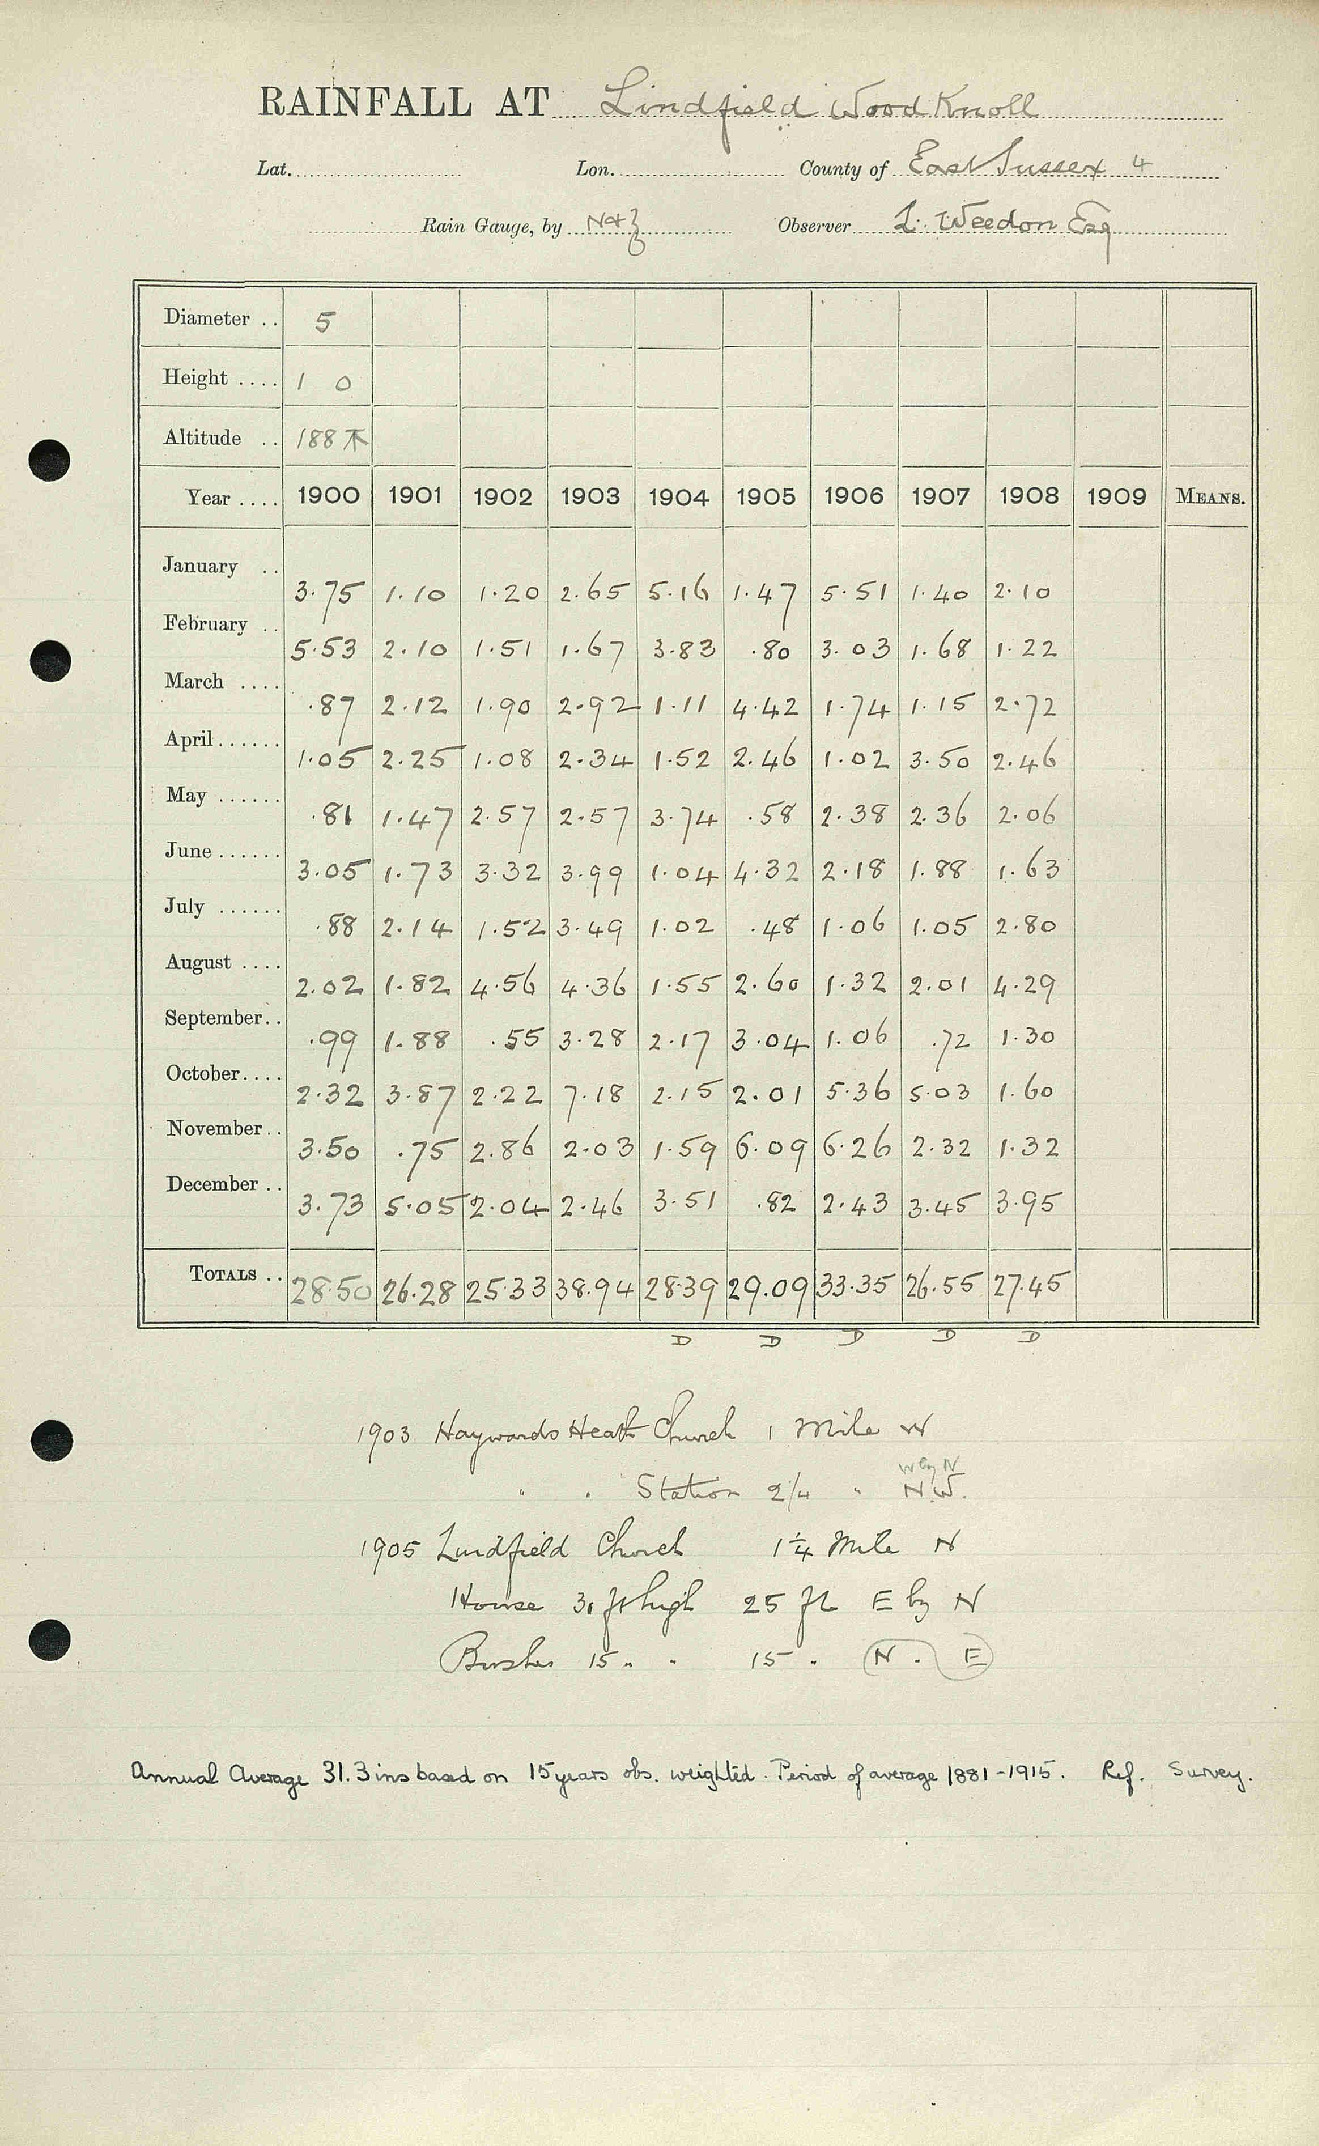 RAINFALL AT Lindfield Wood Knoll
Lat. Lon. County of East Sussex 4
Rain Gauge, by N&Z Observer L. Weedon Esq
Diameter .. 5
Height .... 1 0
Altitude .. 188
Year .... 1900 1901 1902 1903 1904 1905 1906 1907 1908 1909 MEANS.
January .. 3.75 1.10 1.20 2.65 5.16 1.47 5.51 1.40 2.10
February .. 5.53 2.10 1.51 1.67 3.83 .80 3.03 1.68 1.22
March .... .87 2.12 1.90 2.92 1.11 4.42 1.74 1.15 2.72
April...... 1.05 2.25 1.08 2.34 1.52 2.46 1.02 3.50 2.46
May ...... .81 1.47 2.57 2.57 3.74 .58 2.38 2.36 2.06
June...... 3.05 1.73 3.32 3.99 1.04 4.32 2.18 1.88 1.63
July ...... .88 2.14 1.52 3.49 1.02 .48 1.06 1.05 2.80
August .... 2.02 1.82 4.56 4.36 1.55 2.60 1.32 2.01 4.29
September.. .99 1.88 .55 3.28 2.17 3.04 1.06 .72 1.30
October.... 2.32 3.87 2.22 7.18 2.15 2.01 5.36 5.03 1.60
November.. 3.50 .75 2.86 2.03 1.59 6.09 6.26 2.32 1.32
December .. 3.73 5.05 2.04 2.46 3.51 .82 2.43 3.45 3.95
TOTALS .. 28.50 26.28 25.33 38.94 28.39 29.09 33.35 26.55 27.45
D D D D D
1903 Haywards Heath Church 1 Mile W
W by N
" " Station 2/4 " N.W.
1905 Lindfield Church 1¼ Mile N
House 31 ft high 25 ft E by N
Bushes 15 " " 15 " N . E
Annual Average 31.3 ins based on 15 years obs. weighted. Period of average 1881-1915. Ref. Survey.